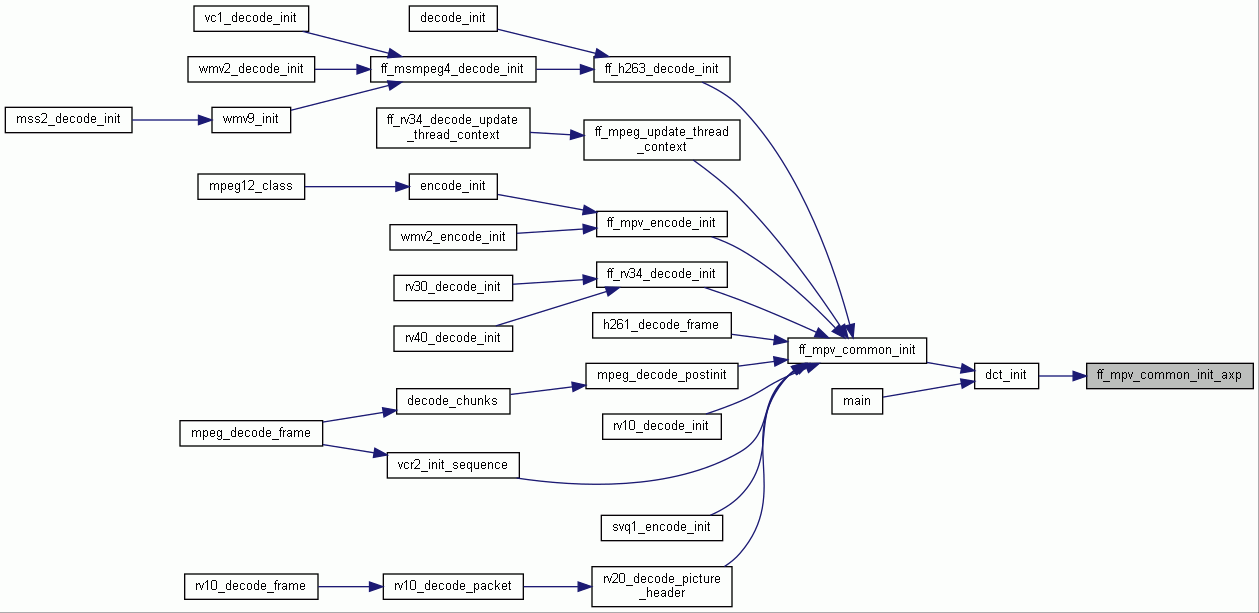 vc1_decode_init
decode_init
wmv2_decode_init
ff_msmpeg4_decode_init
ff_h263_decode_init
mss2_decode_init
wmv9_init
ff_rv34_decode_update
_thread_context
ff_mpeg_update_thread
_context
mpeg12_class
encode_init
ff_mpv_encode_init
wmv2_encode_init
ff_rv34_decode_init
rv30_decode_init
h261_decode_frame
rv40_decode_init
ff_mpv_common_init
mpeg_decode_postinit
dct_init
ff_mpv_common_init_axp
decode_chunks
main
rv10_decode_init
mpeg_decode_frame
vcr2_init_sequence
svq1_encode_init
rv10_decode_frame
rv10_decode_packet
rv20_decode_picture
_header